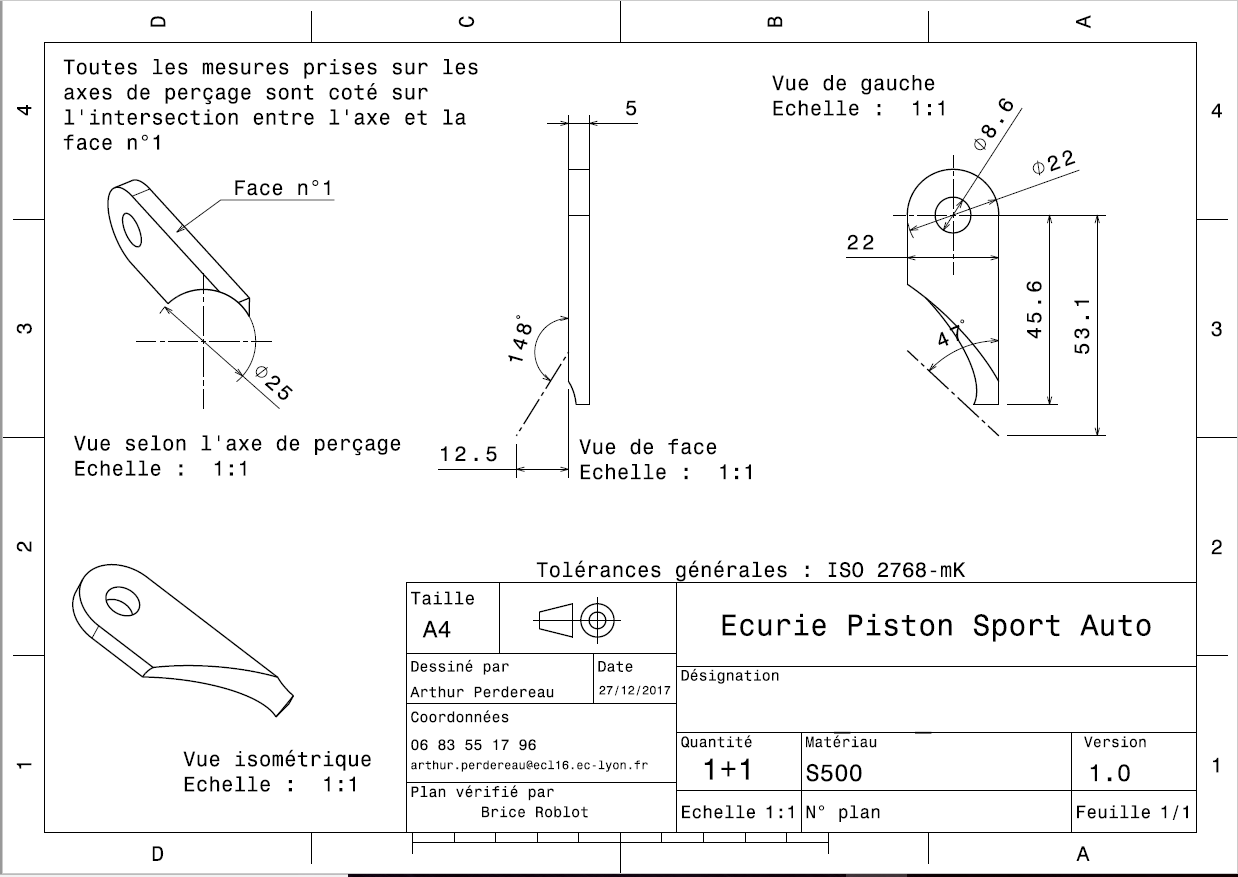 D
C
B
A
4
4
Toutes les mesures prises sur les
axes de perçage sont coté sur
l'intersection entre l'axe et la
face n°1
Face n°1
⌀25
Vue selon l'axe de perçage
Echelle : 1:1
5
148°
12.5
Vue de face
Echelle : 1:1
Vue de gauche
Echelle : 1:1
⌀8.6
⌀22
22
47°
45.6
53.1
3
3
2
2
Vue isométrique
Echelle : 1:1
Tolérances générales : ISO 2768-mK
Taille
A4
Ecurie Piston Sport Auto
Dessiné par
Arthur Perdereau
Date
27/12/2017
Désignation
Coordonnées
06 83 55 17 96
arthur.perdereau@ecl16.ec-lyon.fr
Quantité
1+1
Matériau
S500
Version
1.0
Plan vérifié par
Brice Roblot
Echelle 1:1
N° plan
Feuille 1/1
1
1
D
A